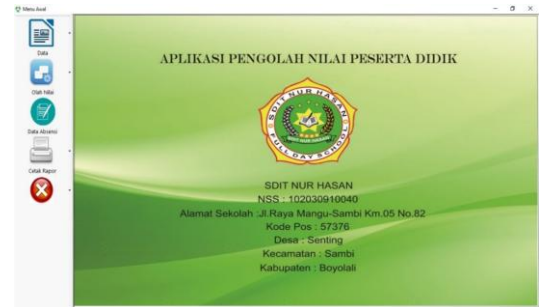 Menu Awal
Data
Olah Nilai
Data Absensi
Cetak Rapor
APLIKASI PENGOLAH NILAI PESERTA DIDIK
SDIT NUR HASAN
FULL DAY SCHOOL
SDIT NUR HASAN
NSS : 102030910040
Alamat Sekolah :Jl.Raya Mangu-Sambi Km.05 No.82
Kode Pos : 57376
Desa : Senting
Kecamatan : Sambi
Kabupaten : Boyolali